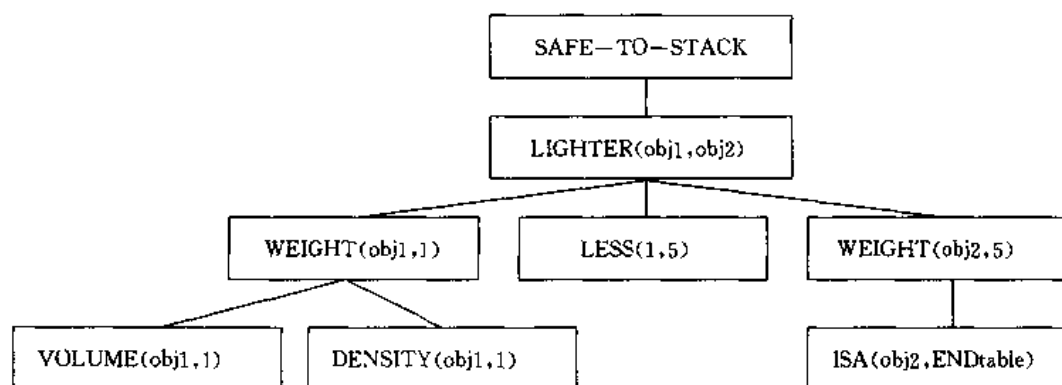 SAFE—TO—STACK
LIGHTER(obj1,obj2)
WEIGHT(obj1,1)
LESS(1,5)
WEIGHT(obj2,5)
VOLUME(obj1,1)
DENSITY(obj1,1)
ISA(obj2,ENDtable)